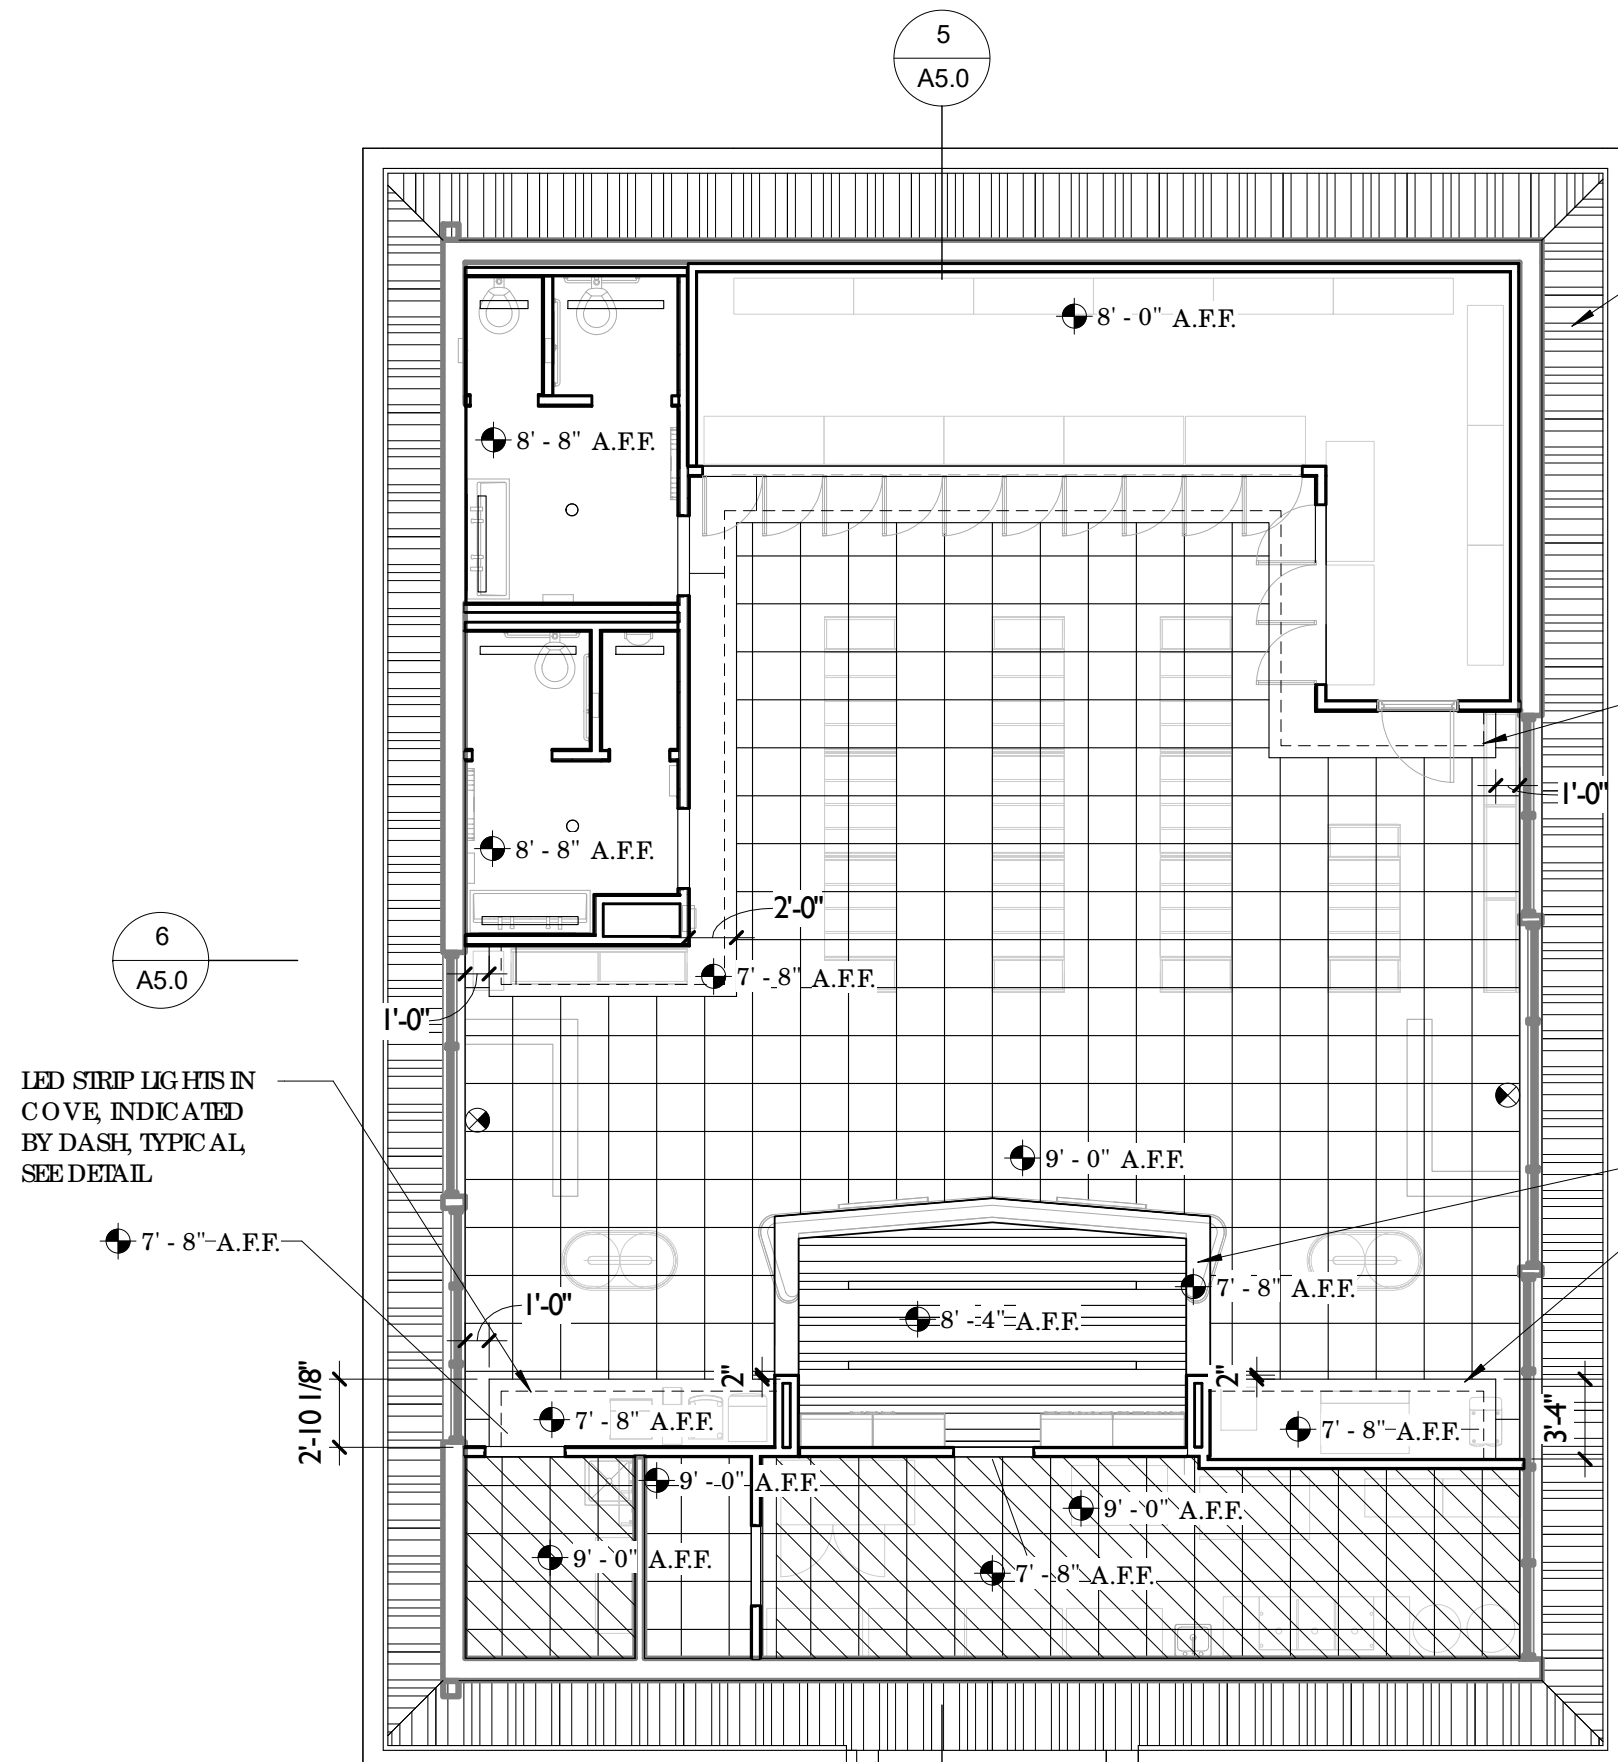 5
A5.0
8' - 0" A.F.F.
8' - 8" A.F.F.
1'-0"
8' - 8" A.F.F.
2'-0"
6
A5.0
7' - 8" A.F.F.
1'-0"
LED STRIP LIGHTS IN
COVE, INDICATED
BY DASH, TYPICAL,
SEE DETAIL
9' - 0" A.F.F.
7' - 8" A.F.F.
7' - 8" A.F.F.
1'-0"
8' - 4" A.F.F.
2"
2"
2'-10 1/8"
7' - 8" A.F.F.
7' - 8" A.F.F.
3'-4"
9' - 0" A.F.F.
9' - 0" A.F.F.
9' - 0" A.F.F.
7' - 8" A.F.F.